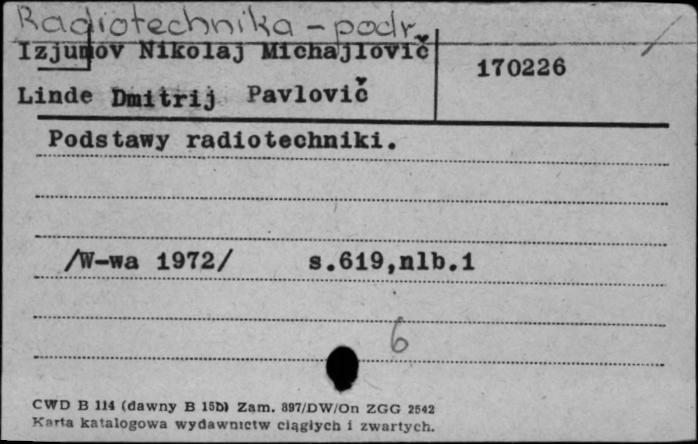 Radiotechnika - podr.
Izjumov Nikolaj Michajlovič
170226
Linde Dmitrij Pavlovič
Podstawy radiotechniki.
/W-wa 1972/ s.619,nlb.1
6
CWD B 114 (dawny B 15b) Zam. 897/DW/On ZGG 2542
Karta katalogowa wydawnictw ciągłych i zwartych.